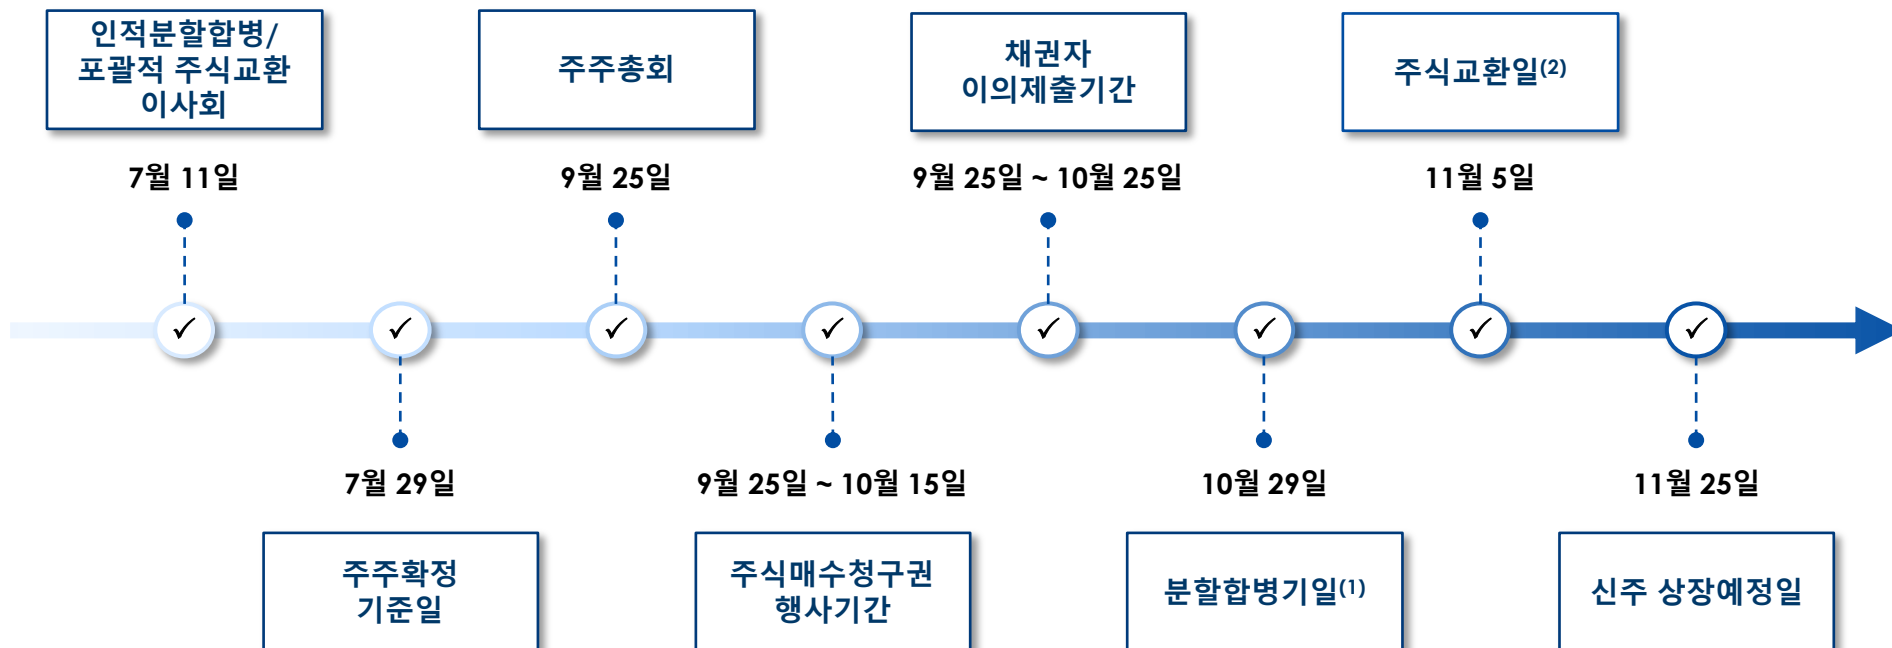 인적분할합병/
포괄적 주식교환
이사회
7월 11일
주주총회
9월 25일
채권자
이의제출기간
9월 25일 ~ 10월 25일
주식교환일(2)
11월 5일
7월 29일
주주확정
기준일
9월 25일 ~ 10월 15일
주식매수청구권
행사기간
10월 29일
분할합병기일(1)
11월 25일
신주 상장예정일